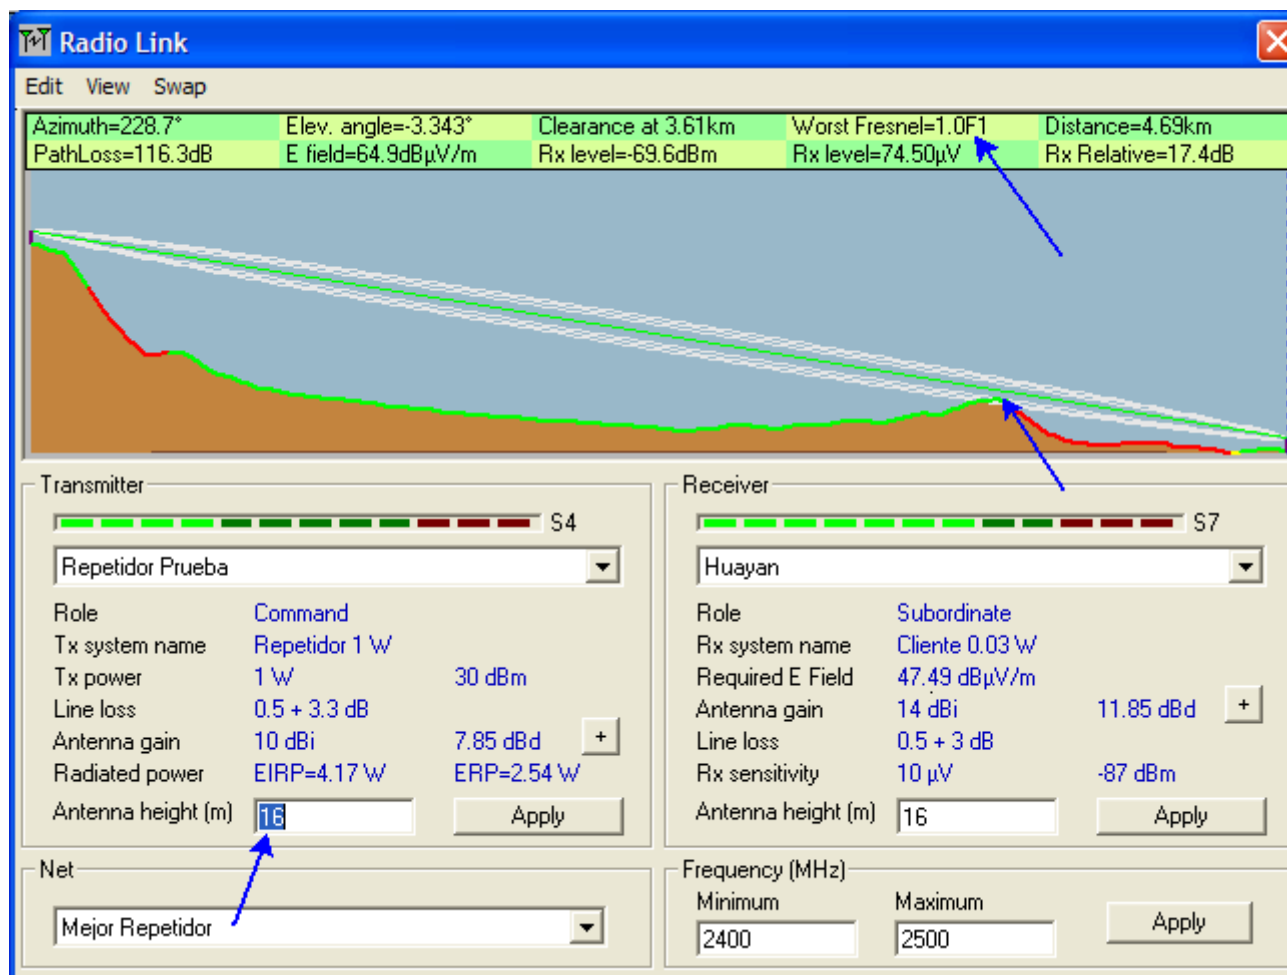 Radio Link
Edit View Swap
Azimuth=228.7° Elev. angle=-3.343° Clearance at 3.61km Worst Fresnel=1.0F1 Distance=4.69km
PathLoss=116.3dB E field=64.9dBµV/m Rx level=-69.6dBm Rx level=74.50µV Rx Relative=17.4dB
Transmitter
S4
Repetidor Prueba
Role Command
Tx system name Repetidor 1 W
Tx power 1 W 30 dBm
Line loss 0.5 + 3.3 dB
Antenna gain 10 dBi 7.85 dBd +
Radiated power EIRP=4.17 W ERP=2.54 W
Antenna height (m) 16 Apply
Receiver
S7
Huayan
Role Subordinate
Rx system name Cliente 0.03 W
Required E Field 47.49 dBµV/m
Antenna gain 14 dBi 11.85 dBd +
Line loss 0.5 + 3 dB
Rx sensitivity 10 µV -87 dBm
Antenna height (m) 16 Apply
Net
Mejor Repetidor
Frequency (MHz)
Minimum Maximum
2400 2500 Apply